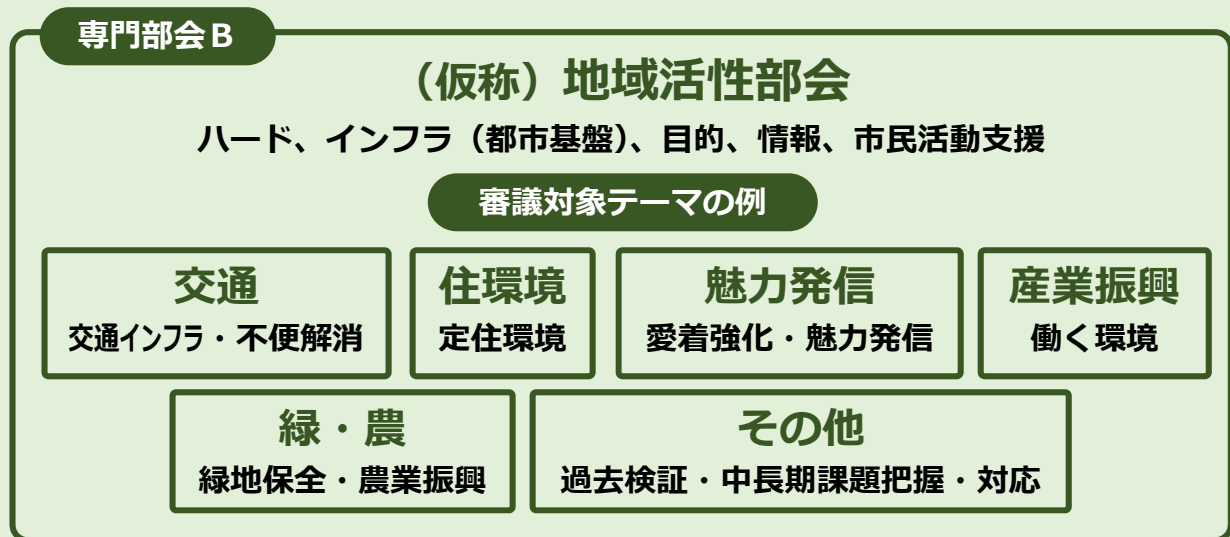 専門部会B
（仮称）地域活性部会
ハード、インフラ（都市基盤）、目的、情報、市民活動支援
審議対象テーマの例
交通
交通インフラ・不便解消
住環境
定住環境
魅力発信
愛着強化・魅力発信
産業振興
働く環境
緑・農
緑地保全・農業振興
その他
過去検証・中長期課題把握・対応